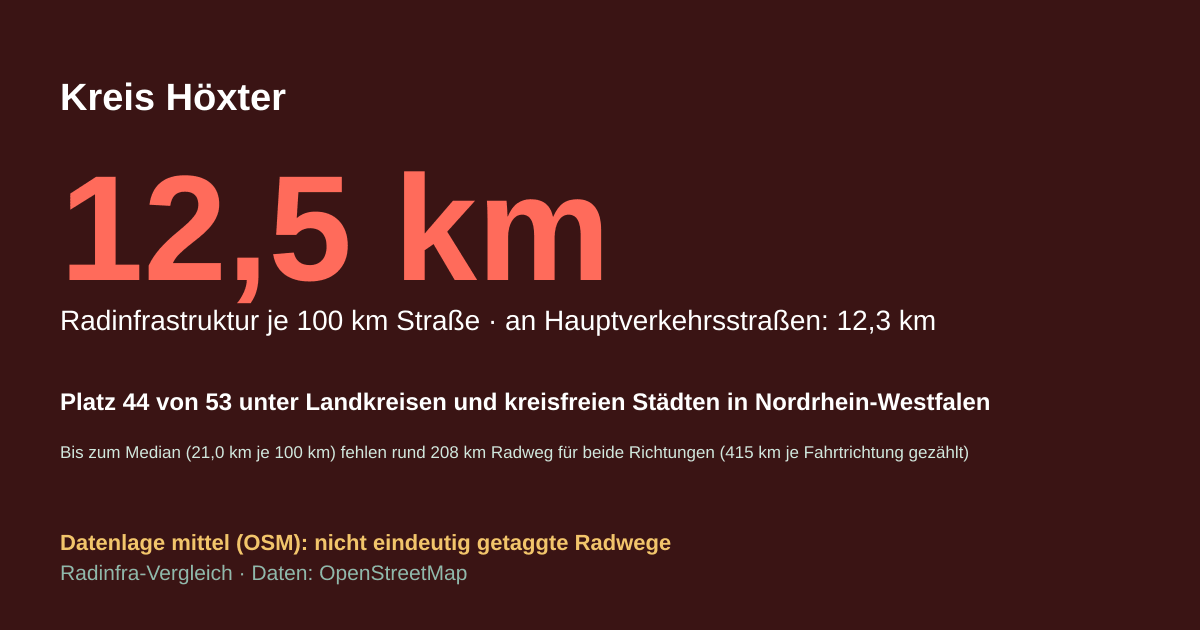 Kreis Höxter
12,5 km
Radinfrastruktur je 100 km Straße · an Hauptverkehrsstraßen: 12,3 km
Platz 44 von 53 unter Landkreisen und kreisfreien Städten in Nordrhein-Westfalen
Bis zum Median (21,0 km je 100 km) fehlen rund 208 km Radweg für beide Richtungen (415 km je Fahrtrichtung gezählt)
Datenlage mittel (OSM): nicht eindeutig getaggte Radwege
Radinfra-Vergleich · Daten: OpenStreetMap